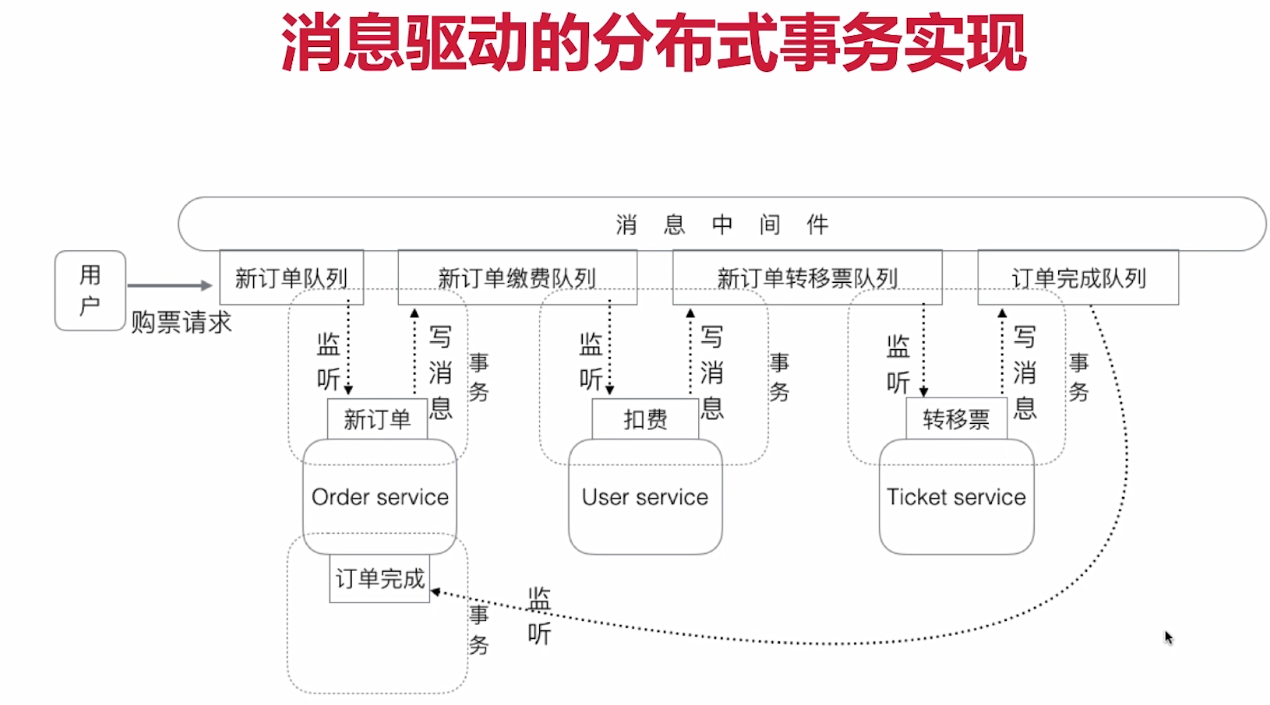 消息驱动的分布式事务实现
消息中间件
用户
购票请求
新订单队列
新订单缴费队列
新订单转移票队列
订单完成队列
监听
写消息
事务
监听
写消息
事务
监听
写消息
事务
新订单
扣费
转移票
Order service
User service
Ticket service
订单完成
监听
事务